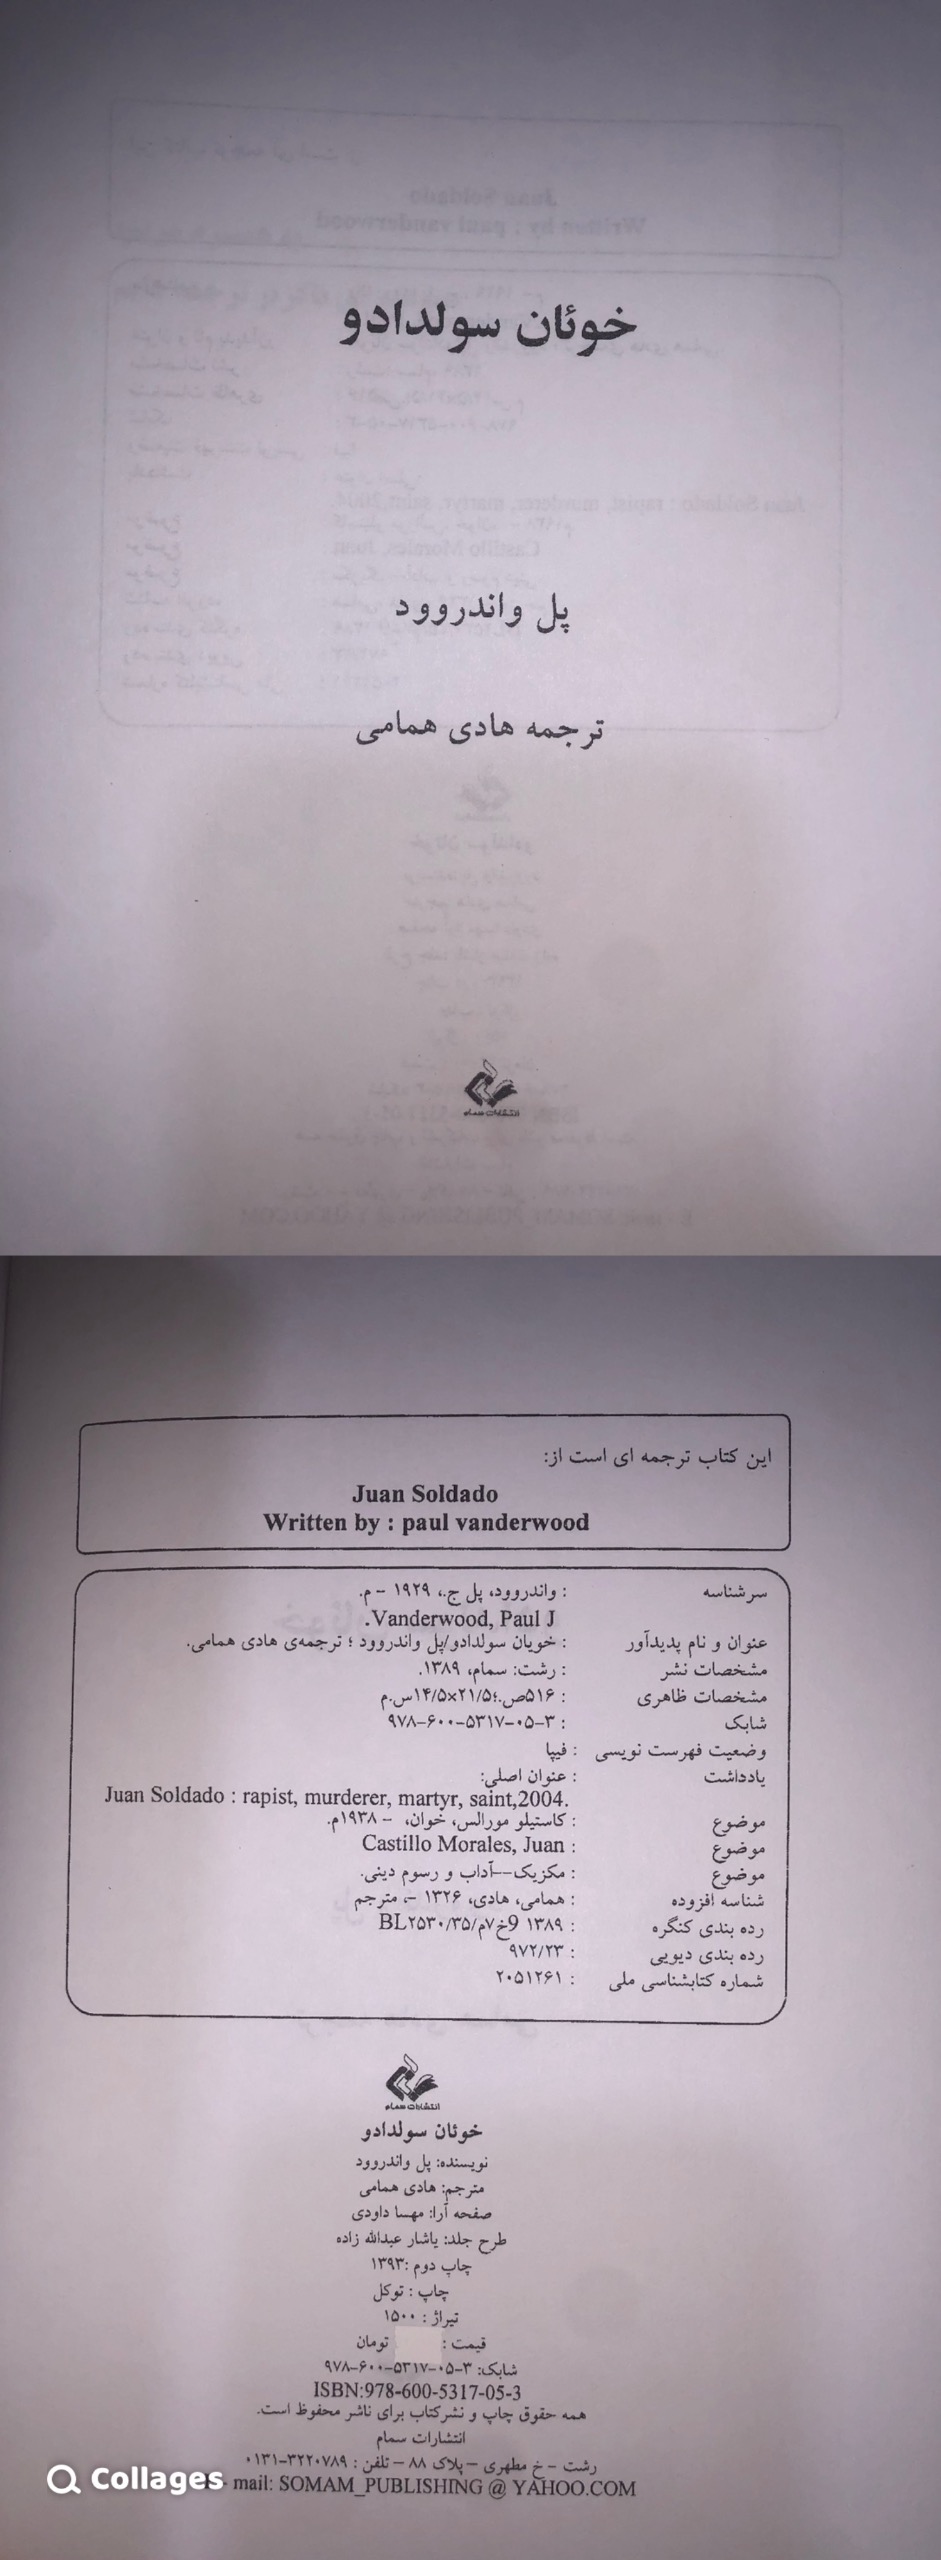 خوئان سولدادو
پل واندروود
ترجمه هادی همامی
انتشارات سمام
این کتاب ترجمه ای است از:
Juan Soldado
Written by : paul vanderwood
سرشناسه : واندروود، پل ج.، ۱۹۲۹ - م.
.Vanderwood, Paul J
عنوان و نام پدیدآور : خویان سولدادو/پل واندروود ؛ ترجمه‌ی هادی همامی.
مشخصات نشر : رشت: سمام، ۱۳۸۹.
مشخصات ظاهری : ۵۱۶ص.؛۱۴/۵×۲۱/۵س.م
شابک : ۹۷۸-۶۰۰-۵۳۱۷-۰۵-۳
وضعیت فهرست نویسی : فیپا
یادداشت : عنوان اصلی:
Juan Soldado : rapist, murderer, martyr, saint,2004.
موضوع : کاستیلو مورالس، خوان، - ۱۹۳۸م.
موضوع : Castillo Morales, Juan
موضوع : مکزیک--آداب و رسوم دینی.
شناسه افزوده : همامی، هادی، ۱۳۲۶ -، مترجم
رده بندی کنگره : ۱۳۸۹ 9خ۷م/BL۲۵۳۰/۳۵
رده بندی دیویی : ۹۷۲/۲۳
شماره کتابشناسی ملی : ۲۰۵۱۲۶۱
انتشارات سمام
خوئان سولدادو
نویسنده: پل واندروود
مترجم: هادی همامی
صفحه آرا: مهسا داودی
طرح جلد: یاشار عبدالله زاده
چاپ دوم :۱۳۹۳
چاپ : توکل
تیراژ : ۱۵۰۰
قیمت : تومان
شابک: ۳-۰۵-۵۳۱۷-۶۰۰-۹۷۸
ISBN:978-600-5317-05-3
همه حقوق چاپ و نشرکتاب برای ناشر محفوظ است.
انتشارات سمام
رشت - خ مطهری - پلاک ۸۸ - تلفن : ۳۲۲۰۷۸۹-۰۱۳۱
mail: SOMAM_PUBLISHING @ YAHOO.COM
Collages